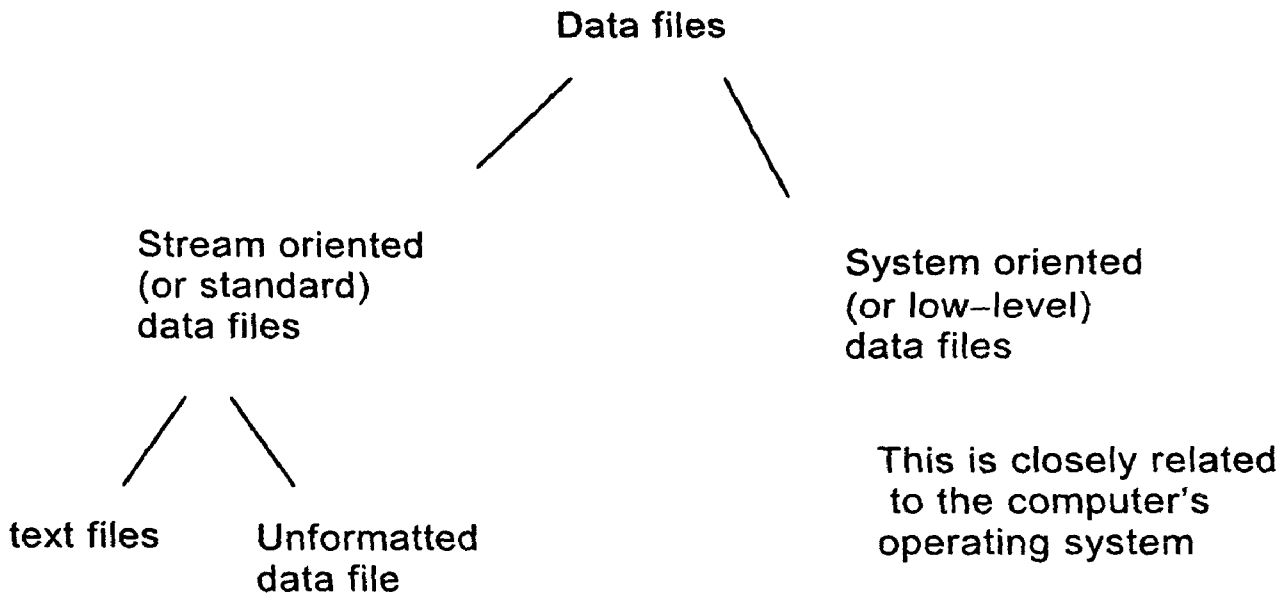 Data files
Stream oriented
(or standard)
data files
System oriented
(or low–level)
data files
This is closely related
to the computer's
operating system
text files
Unformatted
data file